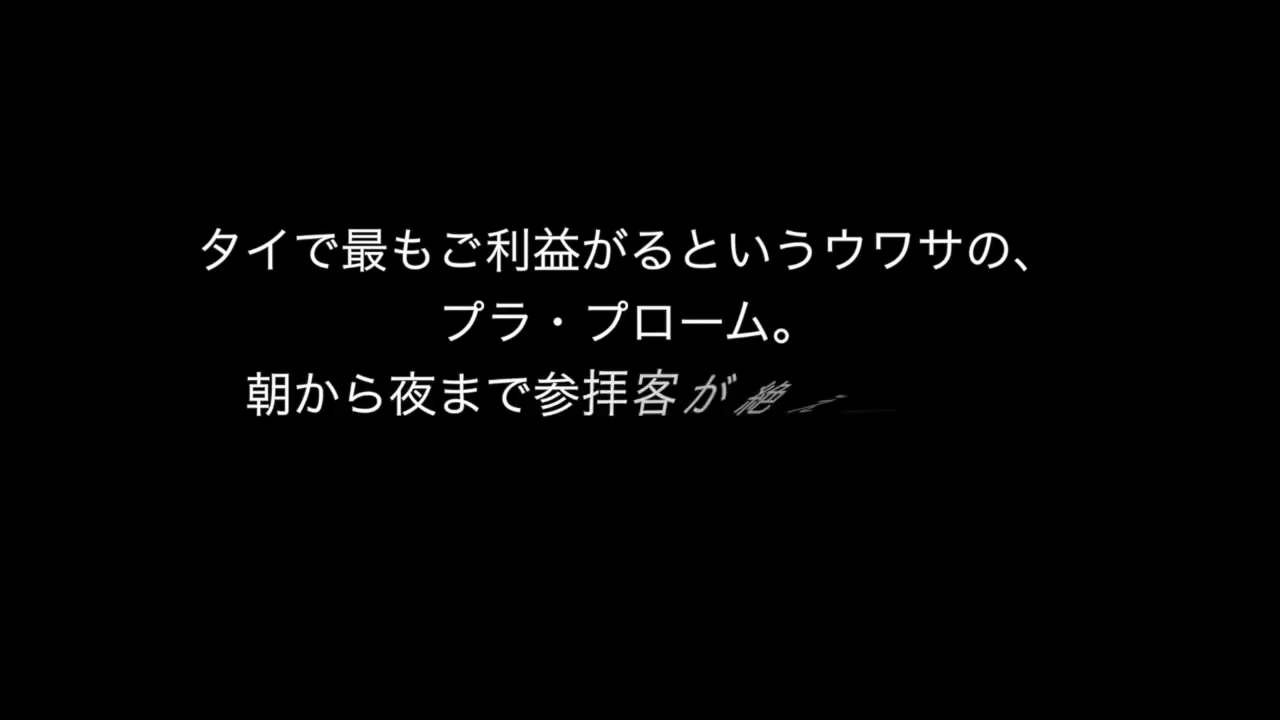 タイで最もご利益がるというウワサの、
プラ・プローム。
朝から夜まで参拝客が絶